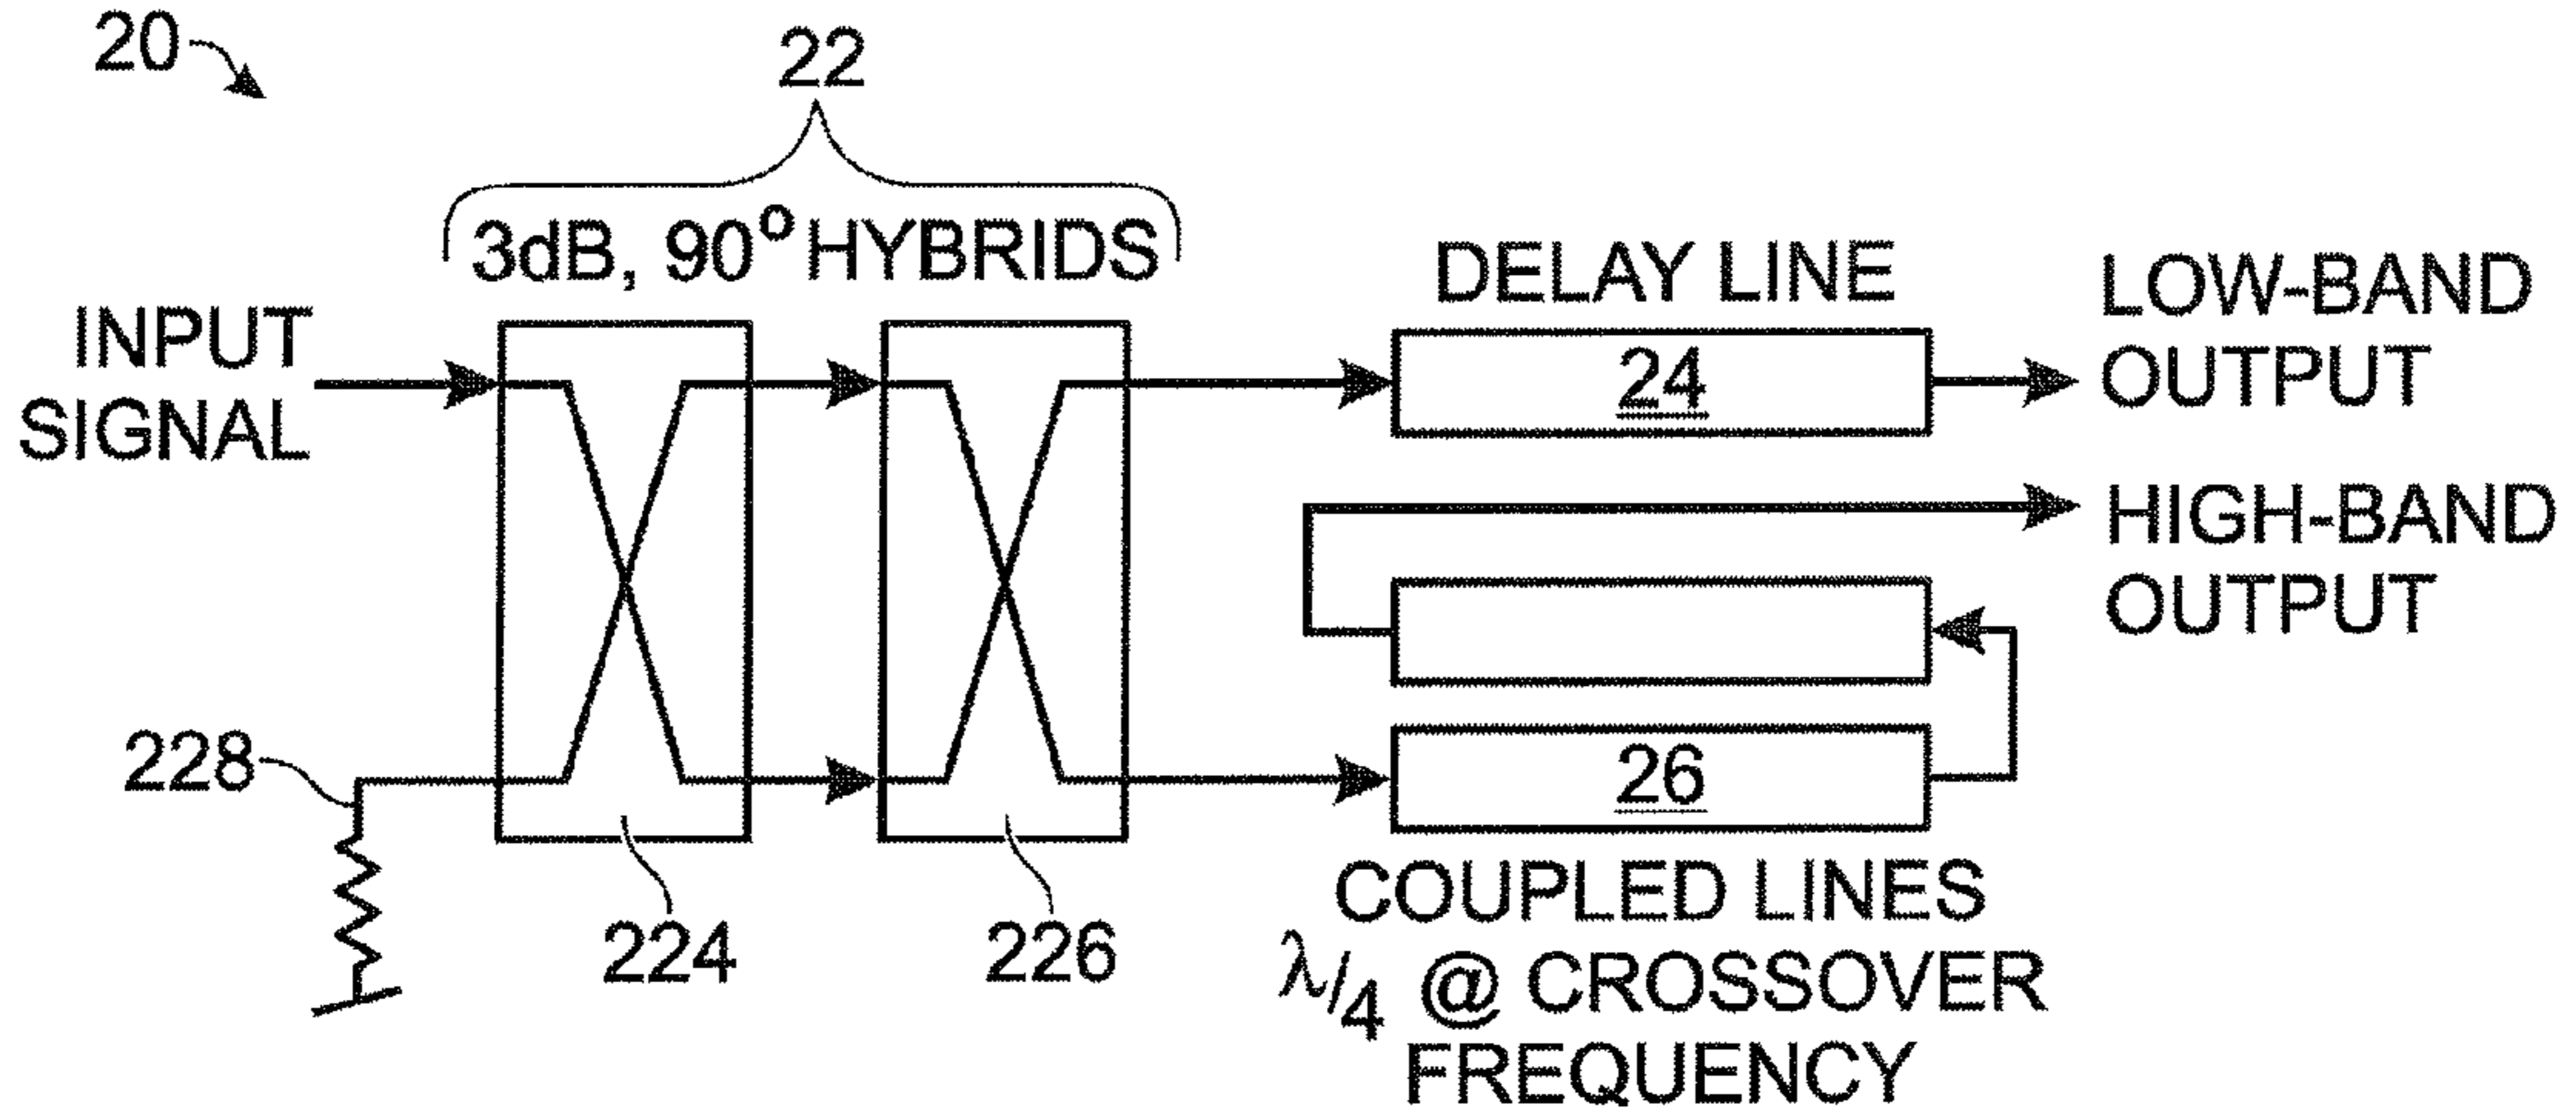 20
22
3dB, 90° HYBRIDS
INPUT
SIGNAL
DELAY LINE
24
LOW-BAND
OUTPUT
HIGH-BAND
OUTPUT
26
228
224
226
COUPLED LINES
λ/4 @ CROSSOVER
FREQUENCY